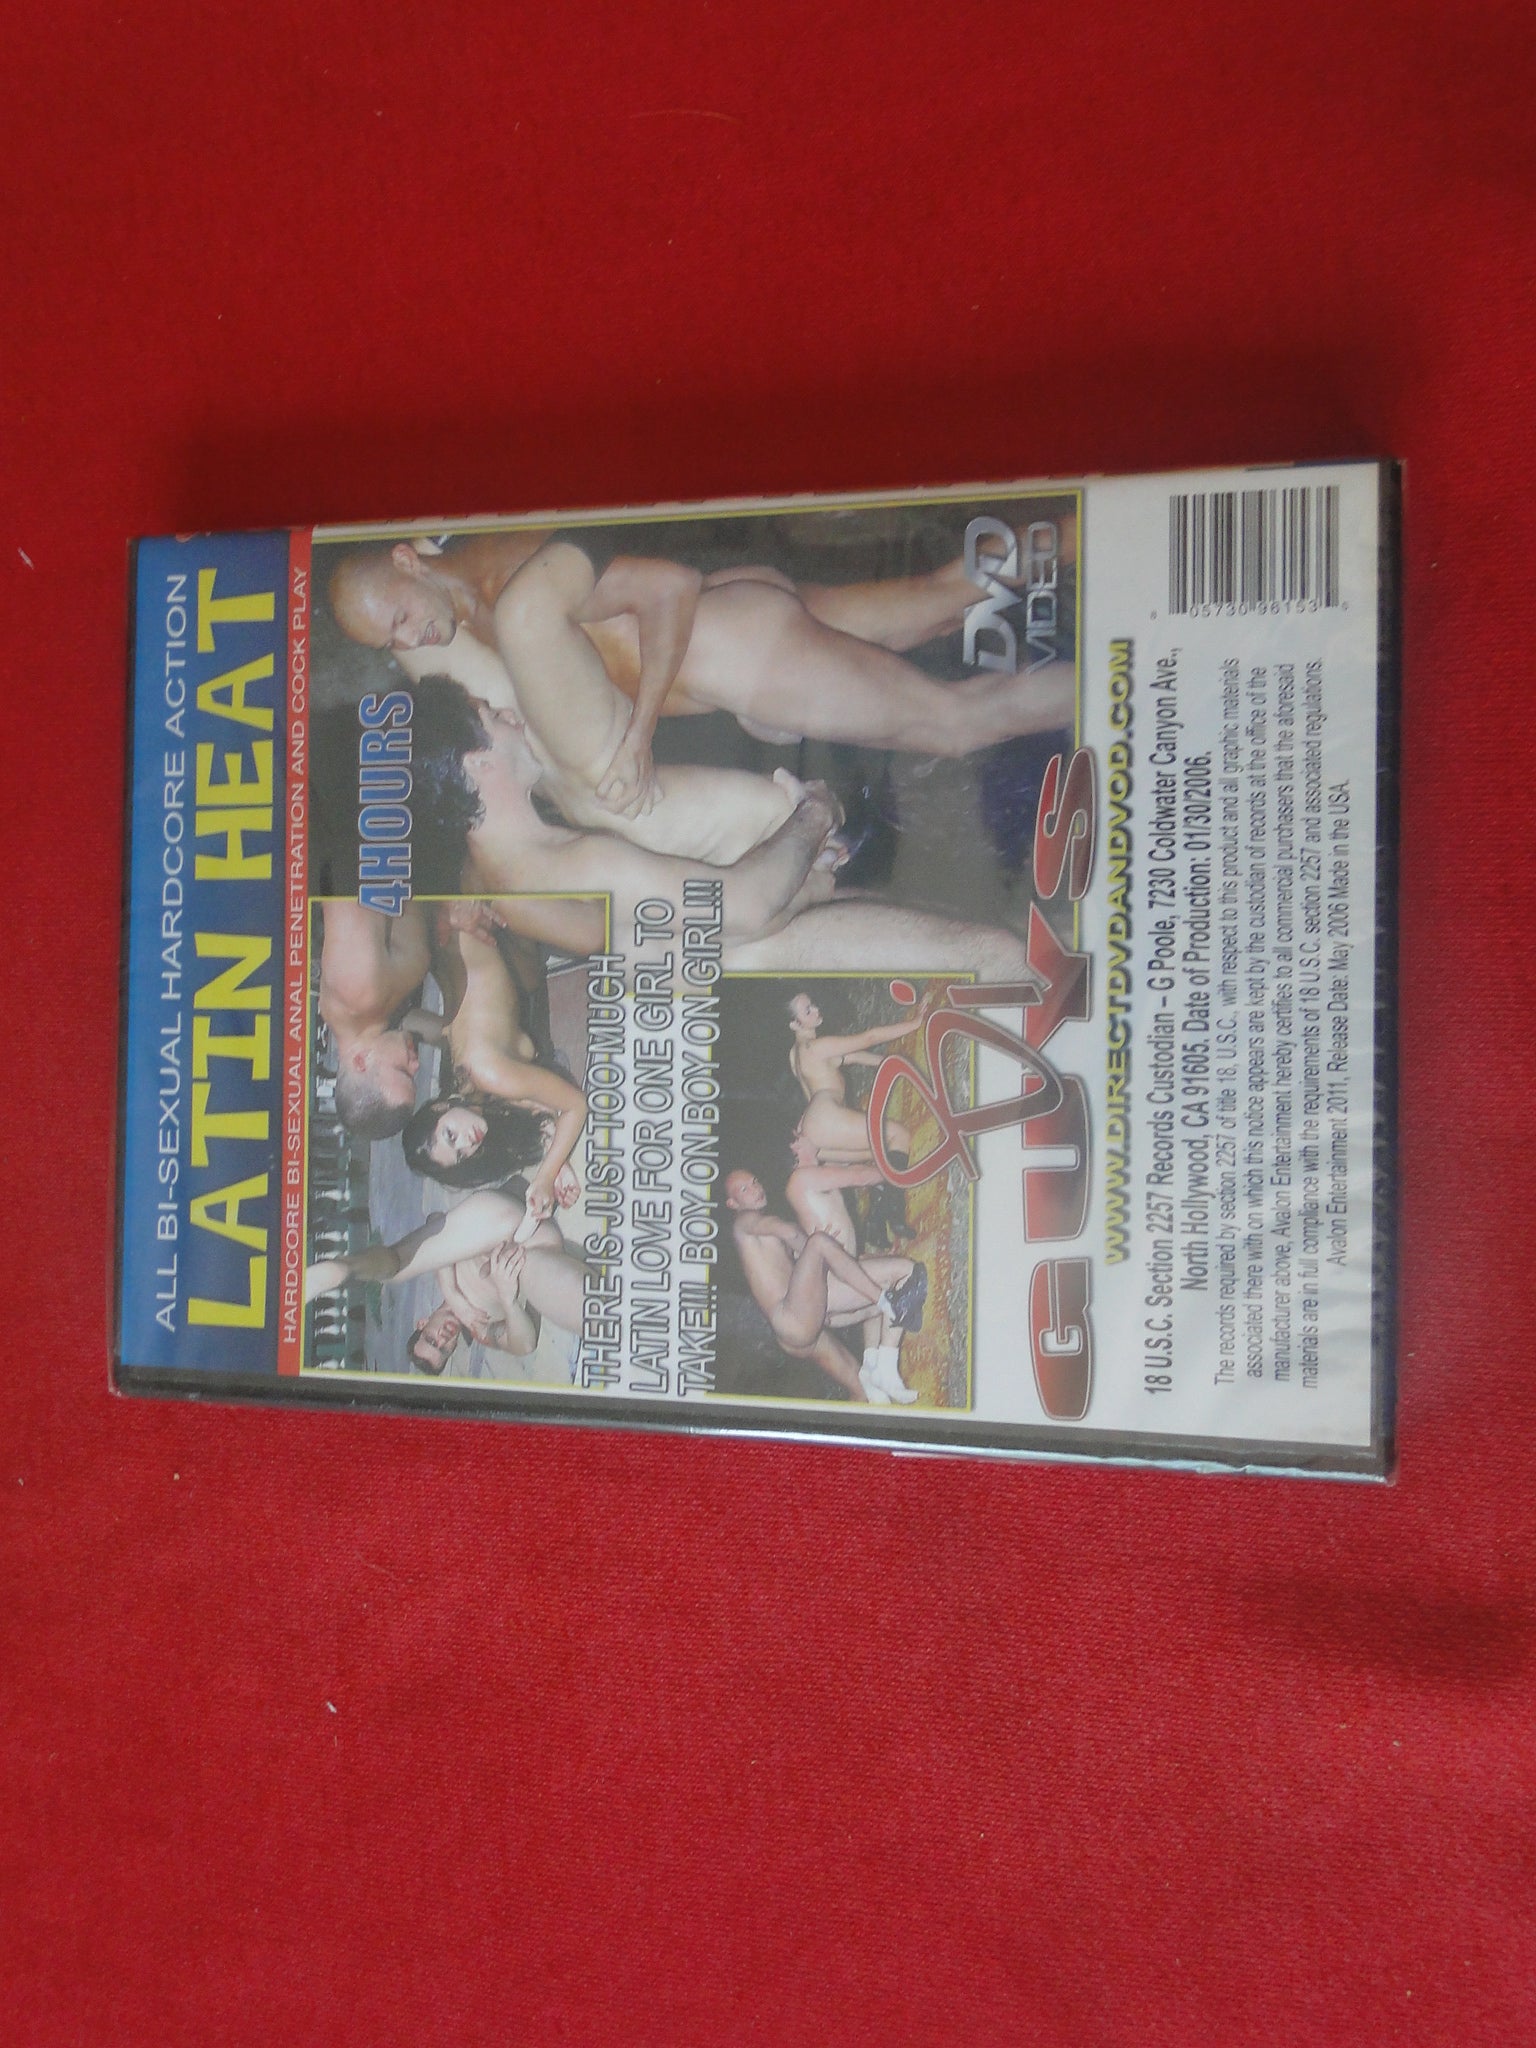 ALL BI-SEXUAL HARDCORE ACTION
LATIN HEAT
HARDCORE BI-SEXUAL ANAL PENETRATION AND COCK PLAY
4HOURS
THERE IS JUST TOO MUCH
LATIN LOVE FOR ONE GIRL TO
TAKE!!!! BOY ON BOY ON GIRL!!!
DVD
VIDEO
Bi
GUYS
WWW.DIRECTDVDANDVOD.COM
18 U.S.C. Section 2257 Records Custodian – G Poole, 7230 Coldwater Canyon Ave.,
North Hollywood, CA 91605. Date of Production: 01/30/2006.
The records required by section 2257 of title 18, U.S.C., with respect to this product and all graphic materials
associated there with on which this notice appears are kept by the custodian of records at the office of the
manufacturer above, Avalon Entertainment hereby certifies to all commercial purchasers that the aforesaid
materials are in full compliance with the requirements of 18 U.S.C. section 2257 and associated regulations.
Avalon Entertainment 2011, Release Date: May 2006 Made in the USA.